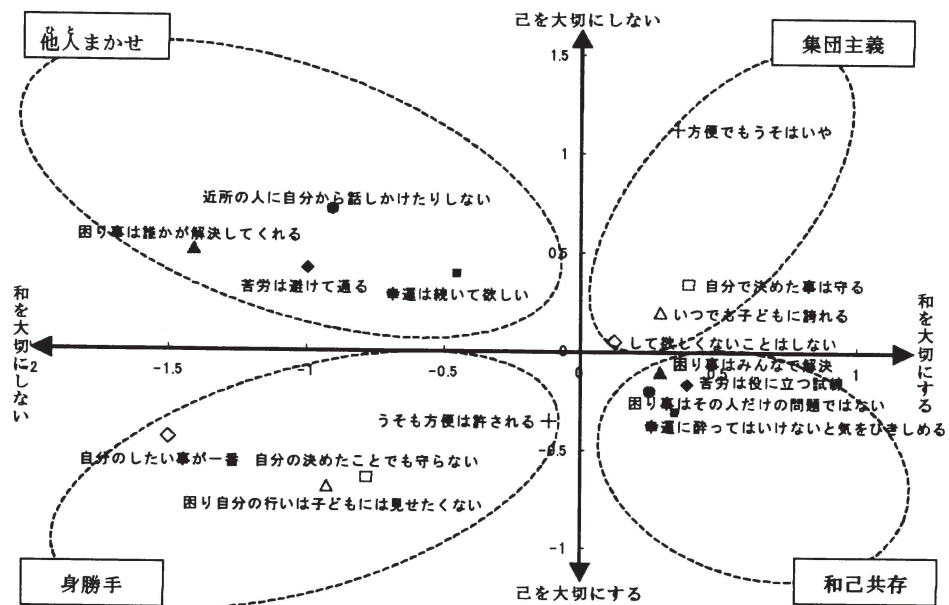 己を大切にしない
他人まかせ
ひと
集団主義
1.5
十方便でもうそはいや
1
近所の人に自分から話しかけたりしない
困り事は誰かが解決してくれる
0.5
苦労は避けて通る
幸運は続いて欲しい
自分で決めた事は守る
いつでも子どもに誇れる
して欲しくないことはしない
和を大切にしない
和を大切にする
-2
-1.5
-1
-0.5
0
0
0.5
1
困り事はみんなで解決
苦労は役に立つ試練
困り事はその人だけの問題ではない
幸運に酔ってはいけないと気をひきしめる
うそも方便は許される
-0.5
自分のしたい事が一番
自分の決めたことでも守らない
困り自分の行いは子どもには見せたくない
-1
身勝手
己を大切にする
和己共存